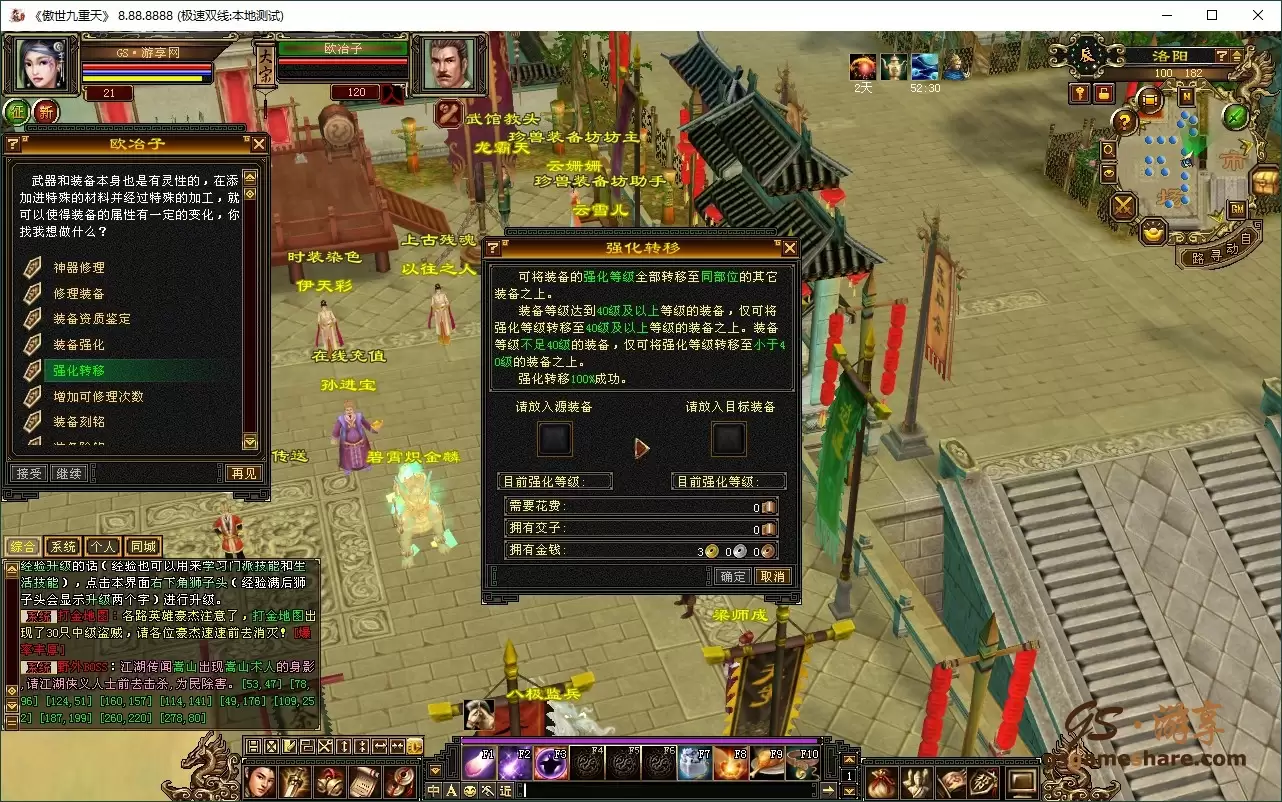 《傲世九重天》 8.88.8888 (极速双线:本地测试)
GS·游享网
21
大宋
欧冶子
120
2天
52:30
洛阳
100 182
辰
N
GM
自动寻路
征 新
欧冶子
武器和装备本身也是有灵性的，在添
加进特殊的材料并经过特殊的加工，就
可以使得装备的属性有一定的变化，你
找我想做什么？
神器修理
修理装备
装备资质鉴定
装备强化
强化转移
增加可修理次数
装备刻铭
接受 继续 再见
武馆教头
珍兽装备坊坊主
龙霸天
云姗姗
珍兽装备坊助手
云雪儿
上古残魂
时装染色
以往之人
伊天彩
在线充值
孙进宝
传送
碧霄炽金麟
梁师成
八极监兵
强化转移
可将装备的强化等级全部转移至同部位的其它
装备之上。
装备等级达到40级及以上等级的装备，仅可将
强化等级转移至40级及以上等级的装备之上。装备
等级不足40级的装备，仅可将强化等级转移至小于4
0级的装备之上。
强化转移100%成功。
请放入源装备 请放入目标装备
目前强化等级: 目前强化等级:
需要花费: 0
拥有交子: 0
拥有金钱: 3 0 0
确定 取消
综合 系统 个人 同城
经验升级的话（经验也可以用来学习门派技能和生
活技能），点击本界面右下角狮子头（经验满后狮
子头会显示升级两个字）进行升级。
系统 打金地图：各路英雄豪杰注意了，打金地图出
现了30只中级盗贼，请各位豪杰速速前去消灭！[爆
率丰厚]
系统 野外BOSS：江湖传闻嵩山出现嵩山术人的身影
,请江湖侠义人士前去击杀,为民除害。[53,47] [78,
96] [124,51] [160,157] [114,141] [49,176] [109,25
2] [187,199] [260,220] [278,80]
F1 F2 F3 F4 F5 F6 F7 F8 F9 F10
中 A 近
1
GS·游享
gameshare.com